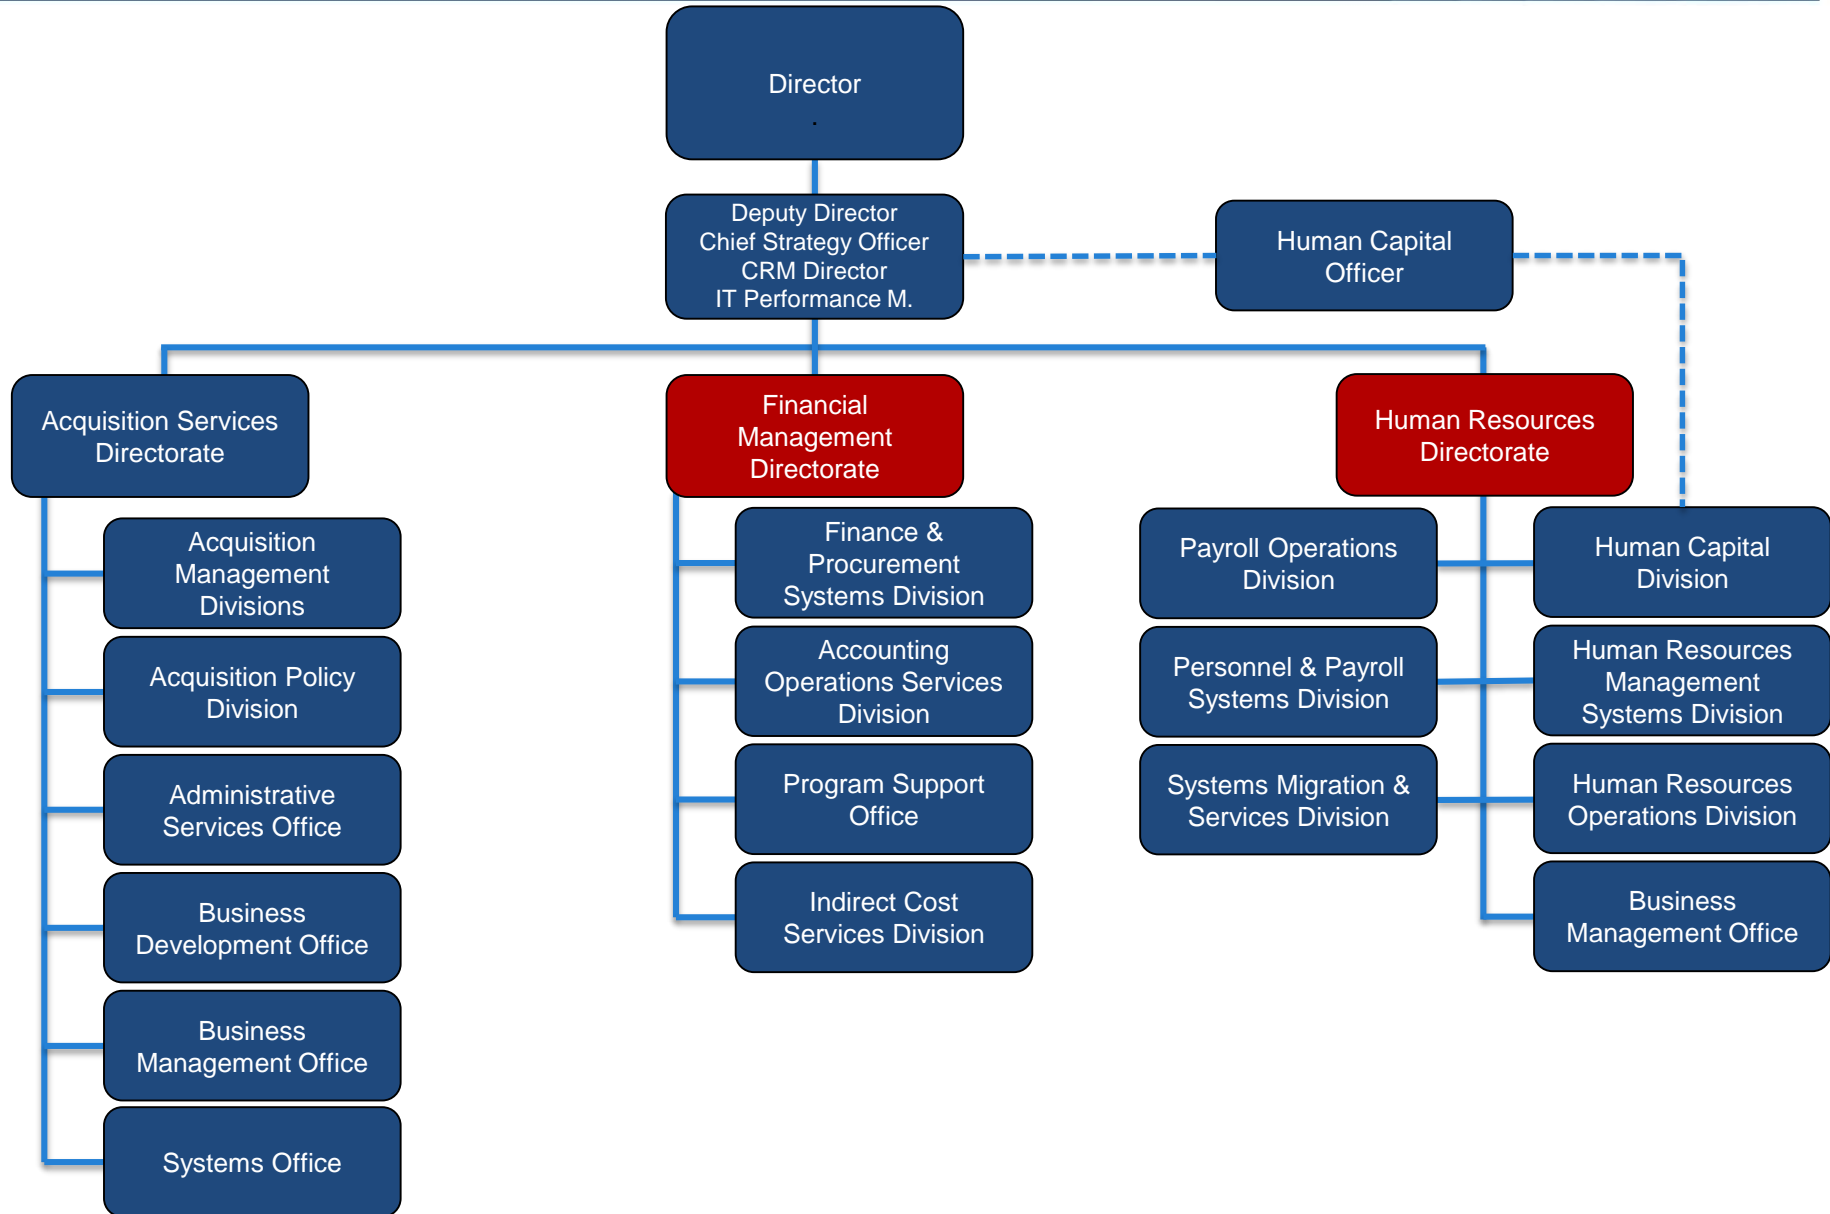 Director
.
Deputy Director
Chief Strategy Officer
CRM Director
IT Performance M.
Human Capital
Officer
Acquisition Services
Directorate
Financial
Management
Directorate
Human Resources
Directorate
Acquisition
Management
Divisions
Acquisition Policy
Division
Administrative
Services Office
Business
Development Office
Business
Management Office
Systems Office
Finance &
Procurement
Systems Division
Accounting
Operations Services
Division
Program Support
Office
Indirect Cost
Services Division
Payroll Operations
Division
Personnel & Payroll
Systems Division
Systems Migration &
Services Division
Human Capital
Division
Human Resources
Management
Systems Division
Human Resources
Operations Division
Business
Management Office